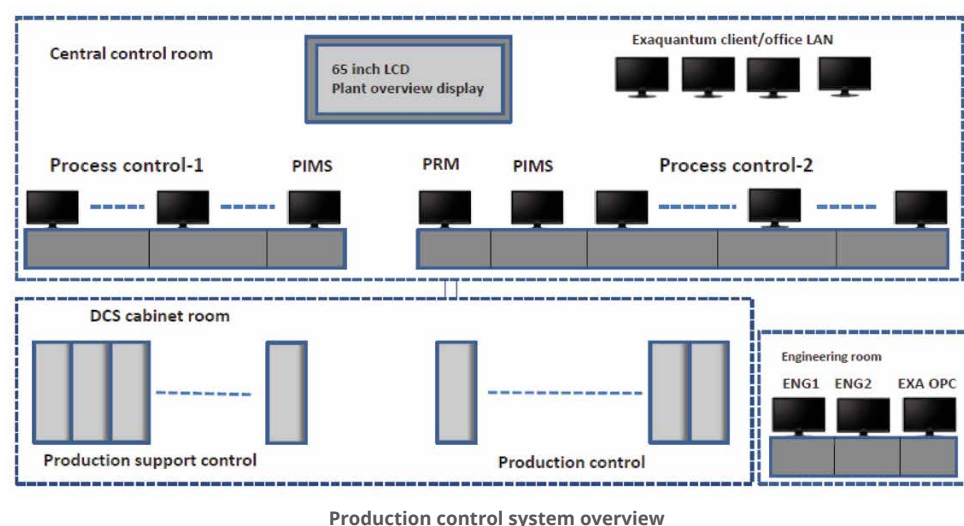 Central control room
65 inch LCD
Plant overview display
Exaquantum client/office LAN
Process control-1
PIMS
PRM
PIMS
Process control-2
DCS cabinet room
Production support control
Production control
Engineering room
ENG1
ENG2
EXA OPC
Production control system overview